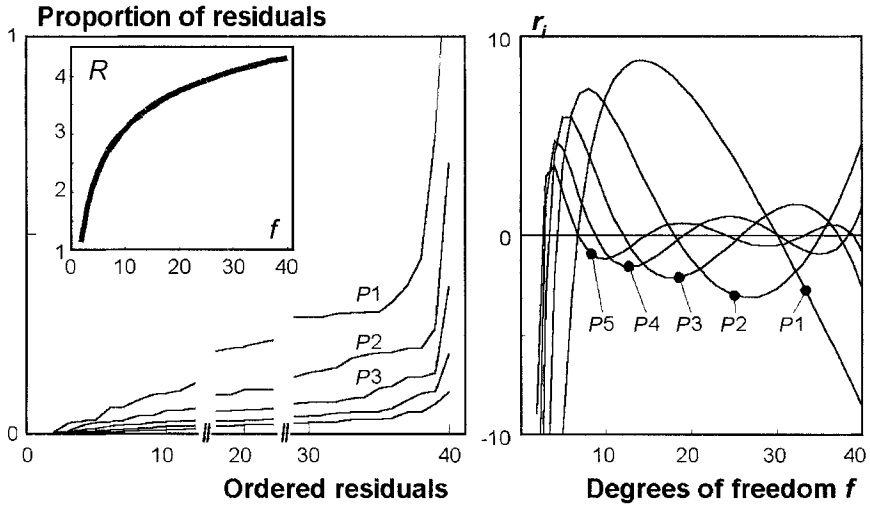 Proportion of residuals
1
R
4
3
2
1
0 10 20 30 40
f
P1
P2
P3
0
0 10 20 30 40
Ordered residuals
r_i
10
0
-10
P5 P4 P3 P2 P1
10 20 30 40
Degrees of freedom f